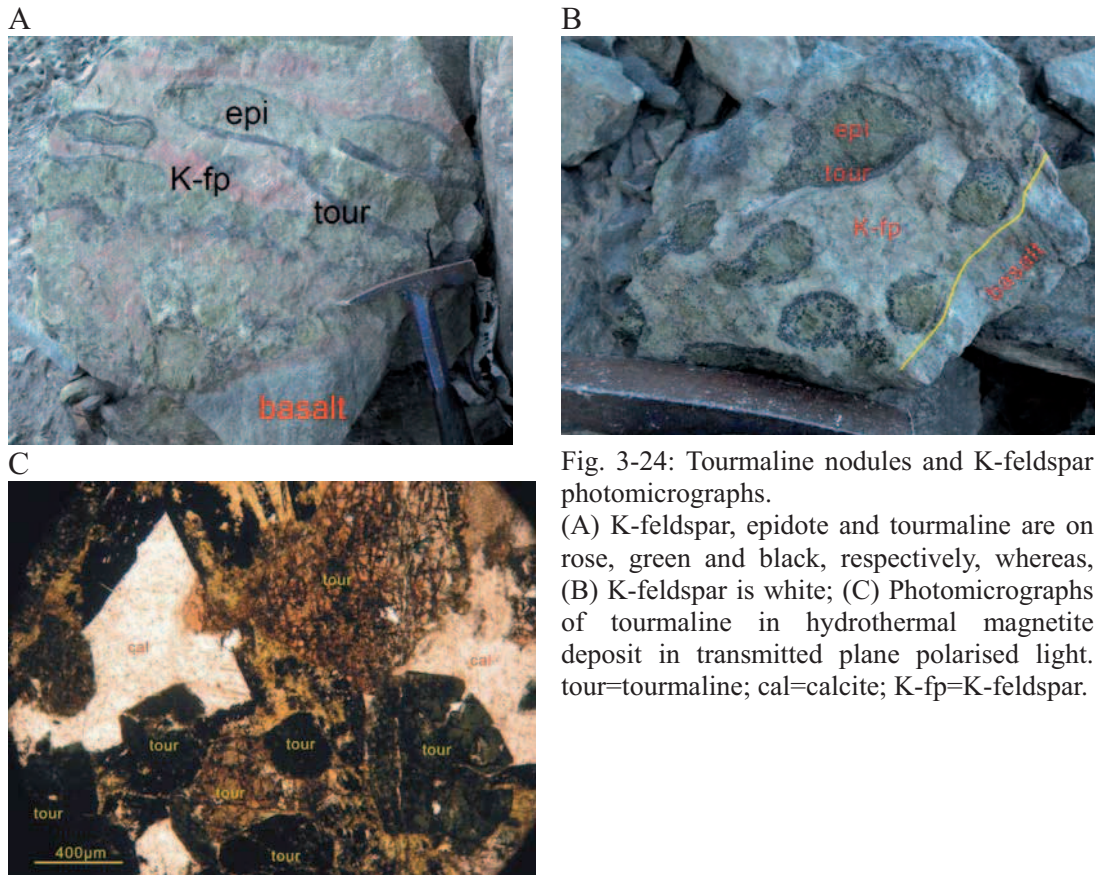 A
epi
K-fp
tour
basalt
B
epi
tour
K-fp
basalt
C
tour
cal
cal
tour
tour
tour
tour
tour
tour
400µm
Fig. 3-24: Tourmaline nodules and K-feldspar
photomicrographs.
(A) K-feldspar, epidote and tourmaline are on
rose, green and black, respectively, whereas,
(B) K-feldspar is white; (C) Photomicrographs
of tourmaline in hydrothermal magnetite
deposit in transmitted plane polarised light.
tour=tourmaline; cal=calcite; K-fp=K-feldspar.